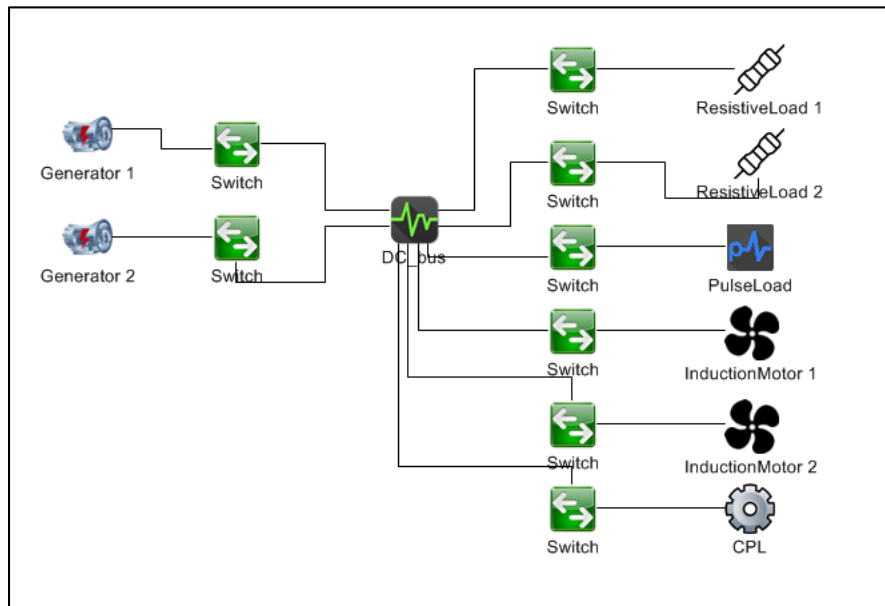 Switch
ResistiveLoad 1
Generator 1
Switch
Switch
ResistiveLoad 2
Generator 2
Switch
DC_bus
Switch
PulseLoad
Switch
InductionMotor 1
Switch
InductionMotor 2
Switch
CPL